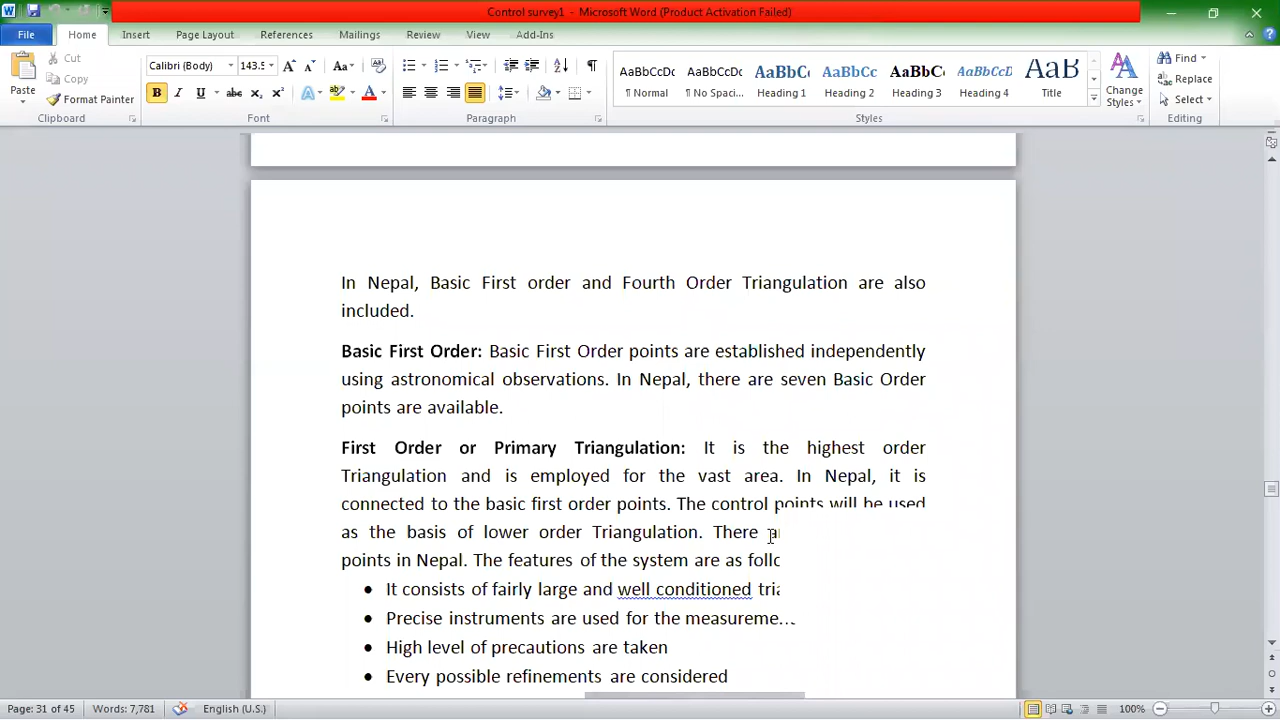 Control survey1 - Microsoft Word (Product Activation Failed)
File Home Insert Page Layout References Mailings Review View Add-Ins
Paste
Cut
Copy
Format Painter
Clipboard
Calibri (Body) 143.5
Font
Paragraph
AaBbCcDc AaBbCcDc AaBbC AaBbCc AaBbC AaBbCcI AaB
¶ Normal ¶ No Spaci... Heading 1 Heading 2 Heading 3 Heading 4 Title
Change Styles
Styles
Find
Replace
Select
Editing
In Nepal, Basic First order and Fourth Order Triangulation are also
included.
Basic First Order: Basic First Order points are established independently
using astronomical observations. In Nepal, there are seven Basic Order
points are available.
First Order or Primary Triangulation: It is the highest order
Triangulation and is employed for the vast area. In Nepal, it is
connected to the basic first order points. The control points will be used
as the basis of lower order Triangulation. There
points in Nepal. The features of the system are as
• It consists of fairly large and well conditioned
• Precise instruments are used for the
• High level of precautions are taken
• Every possible refinements are considered
Page: 31 of 45 Words: 7,781 English (U.S.) 100%